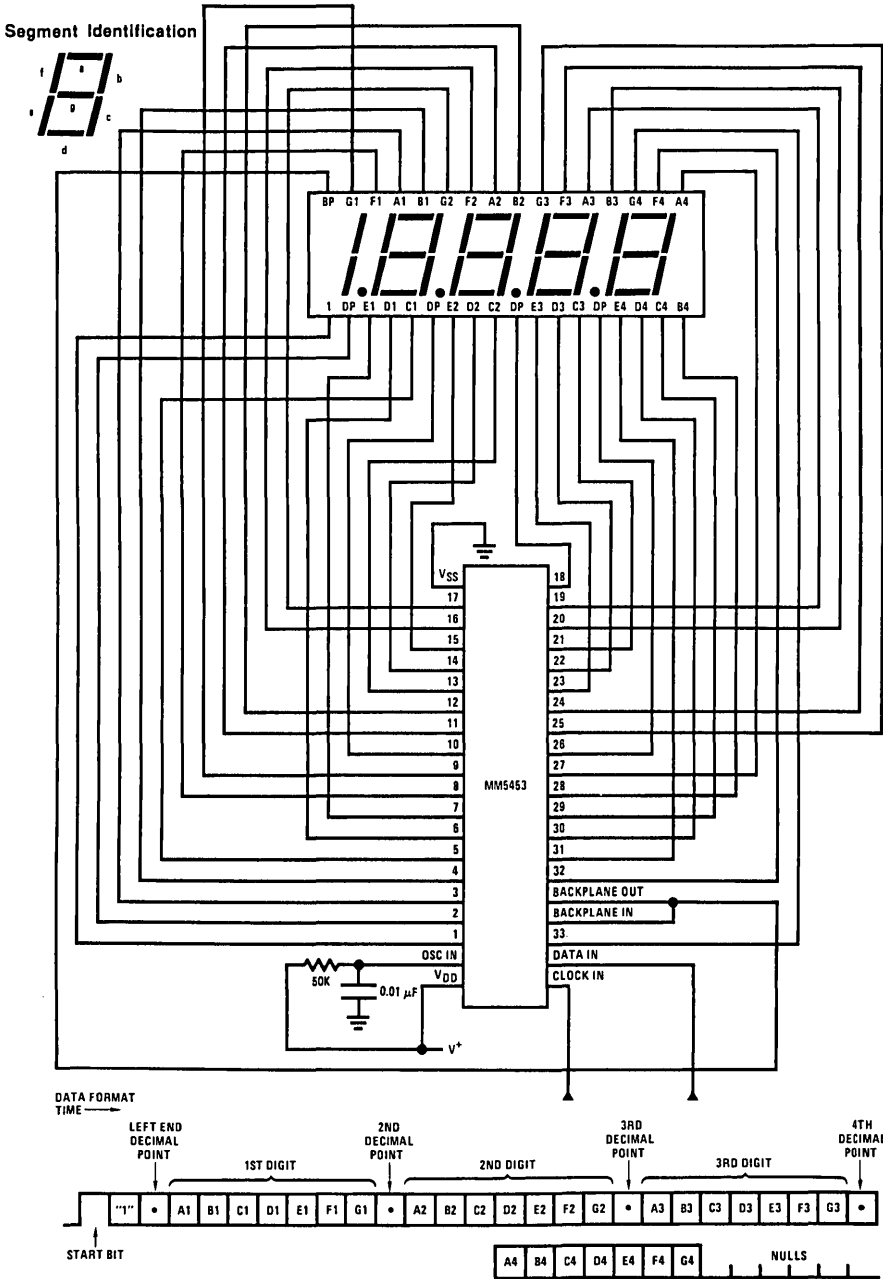 Segment Identification
a
f
b
g
e
c
d
BP G1 F1 A1 B1 G2 F2 A2 B2 G3 F3 A3 B3 G4 F4 A4
1 DP E1 D1 C1 DP E2 D2 C2 DP E3 D3 C3 DP E4 D4 C4 B4
VSS 18
17 19
16 20
15 21
14 22
13 23
12 24
11 25
10 26
9 27
MM5453
8 28
7 29
6 30
5 31
4 32
3 BACKPLANE OUT
2 BACKPLANE IN
1 33
OSC IN DATA IN
VDD CLOCK IN
50K
0.01 μF
V+
DATA FORMAT
TIME
LEFT END
DECIMAL
POINT
1ST DIGIT
2ND
DECIMAL
POINT
2ND DIGIT
3RD
DECIMAL
POINT
3RD DIGIT
4TH
DECIMAL
POINT
"1" • A1 B1 C1 D1 E1 F1 G1 • A2 B2 C2 D2 E2 F2 G2 • A3 B3 C3 D3 E3 F3 G3 •
START BIT
A4 B4 C4 D4 E4 F4 G4 NULLS